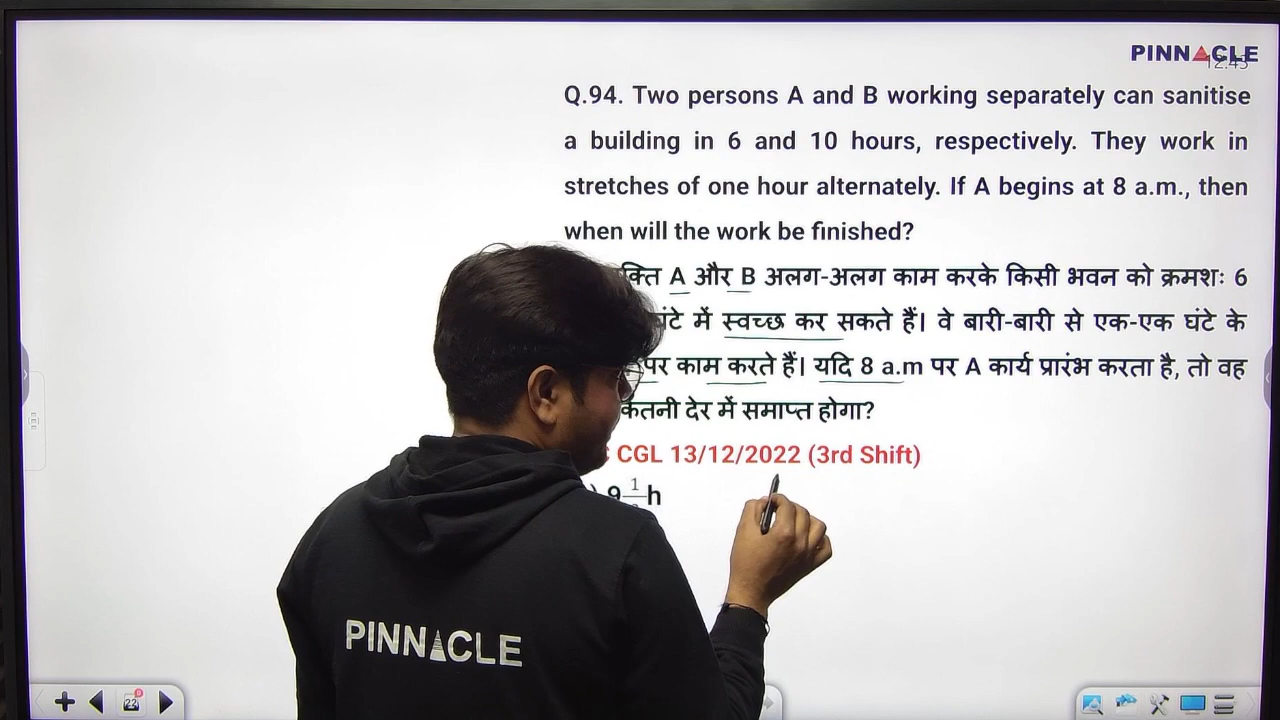 PINNACLE
12:45
Q.94. Two persons A and B working separately can sanitise
a building in 6 and 10 hours, respectively. They work in
stretches of one hour alternately. If A begins at 8 a.m., then
when will the work be finished?
A और B अलग-अलग काम करके किसी भवन को क्रमशः 6
में स्वच्छ कर सकते हैं। वे बारी-बारी से एक-एक घंटे के
पर काम करते हैं। यदि 8 a.m पर A कार्य प्रारंभ करता है, तो वह
देर में समाप्त होगा?
CGL 13/12/2022 (3rd Shift)
h
PINNACLE
22